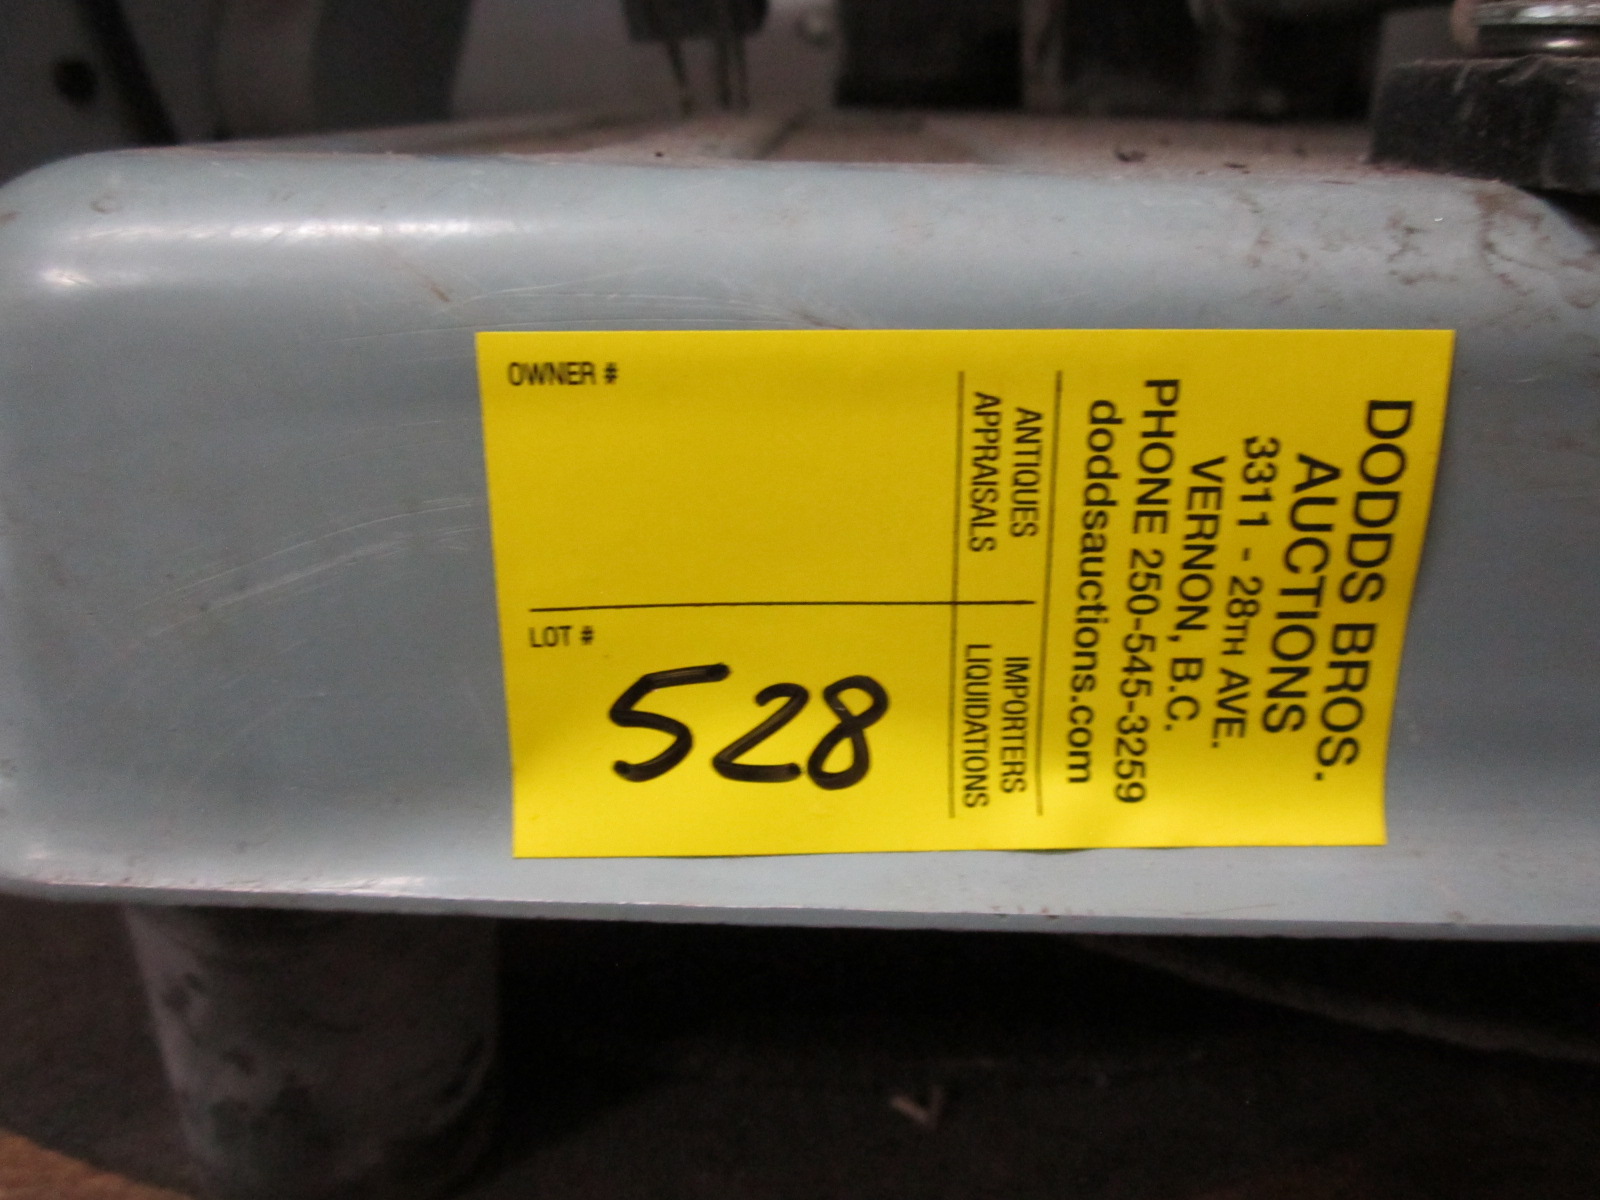 DODDS BROS.
AUCTIONS
3311 - 28TH AVE.
VERNON, B.C.
PHONE 250-545-3259
doddsauctions.com
ANTIQUES IMPORTERS
APPRAISALS LIQUIDATIONS
OWNER #
LOT #
528